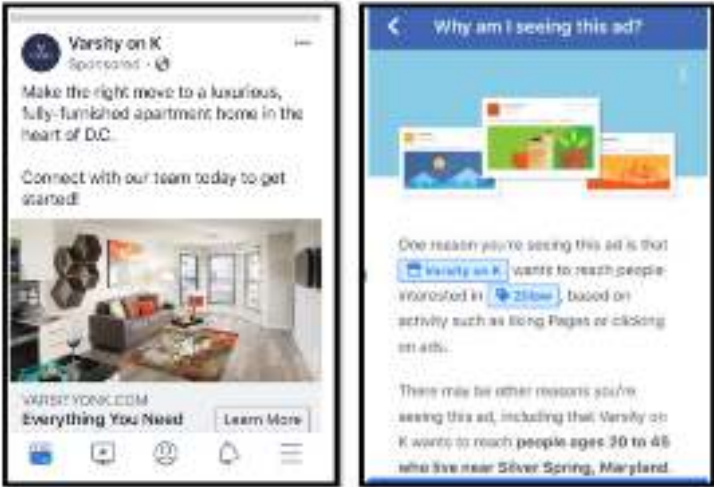 Varsity on K
Sponsored ·
Make the right move to a luxurious,
fully-furnished apartment home in the
heart of D.C.
Connect with our team today to get
started!
VARSITYONK.COM
Everything You Need
Learn More
Why am I seeing this ad?
One reason you're seeing this ad is that
Varsity on K wants to reach people
interested in Zillow, based on
activity such as liking Pages or clicking
on ads.
There may be other reasons you're
seeing this ad, including that Varsity on
K wants to reach people ages 20 to 45
who live near Silver Spring, Maryland.